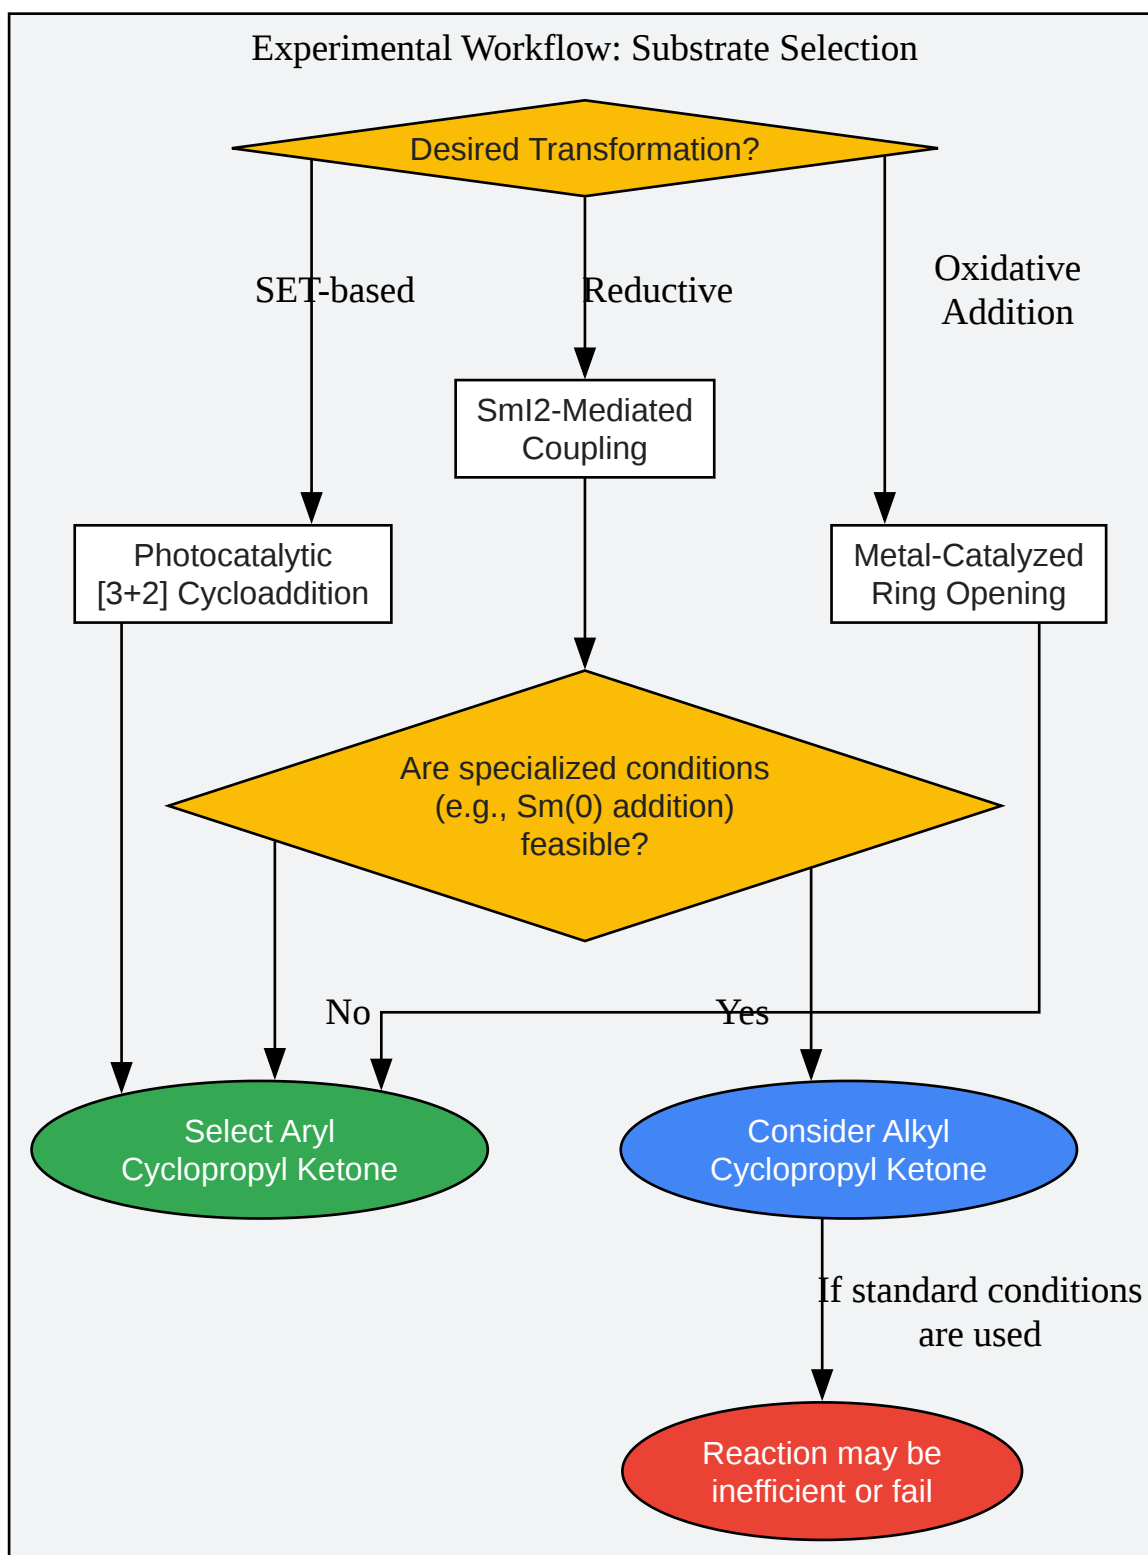 Experimental Workflow: Substrate Selection
Desired Transformation?
SET-based
Reductive
Oxidative
Addition
SmI2-Mediated
Coupling
Photocatalytic
[3+2] Cycloaddition
Metal-Catalyzed
Ring Opening
Are specialized conditions
(e.g., Sm(0) addition)
feasible?
No
Yes
Select Aryl
Cyclopropyl Ketone
Consider Alkyl
Cyclopropyl Ketone
If standard conditions
are used
Reaction may be
inefficient or fail